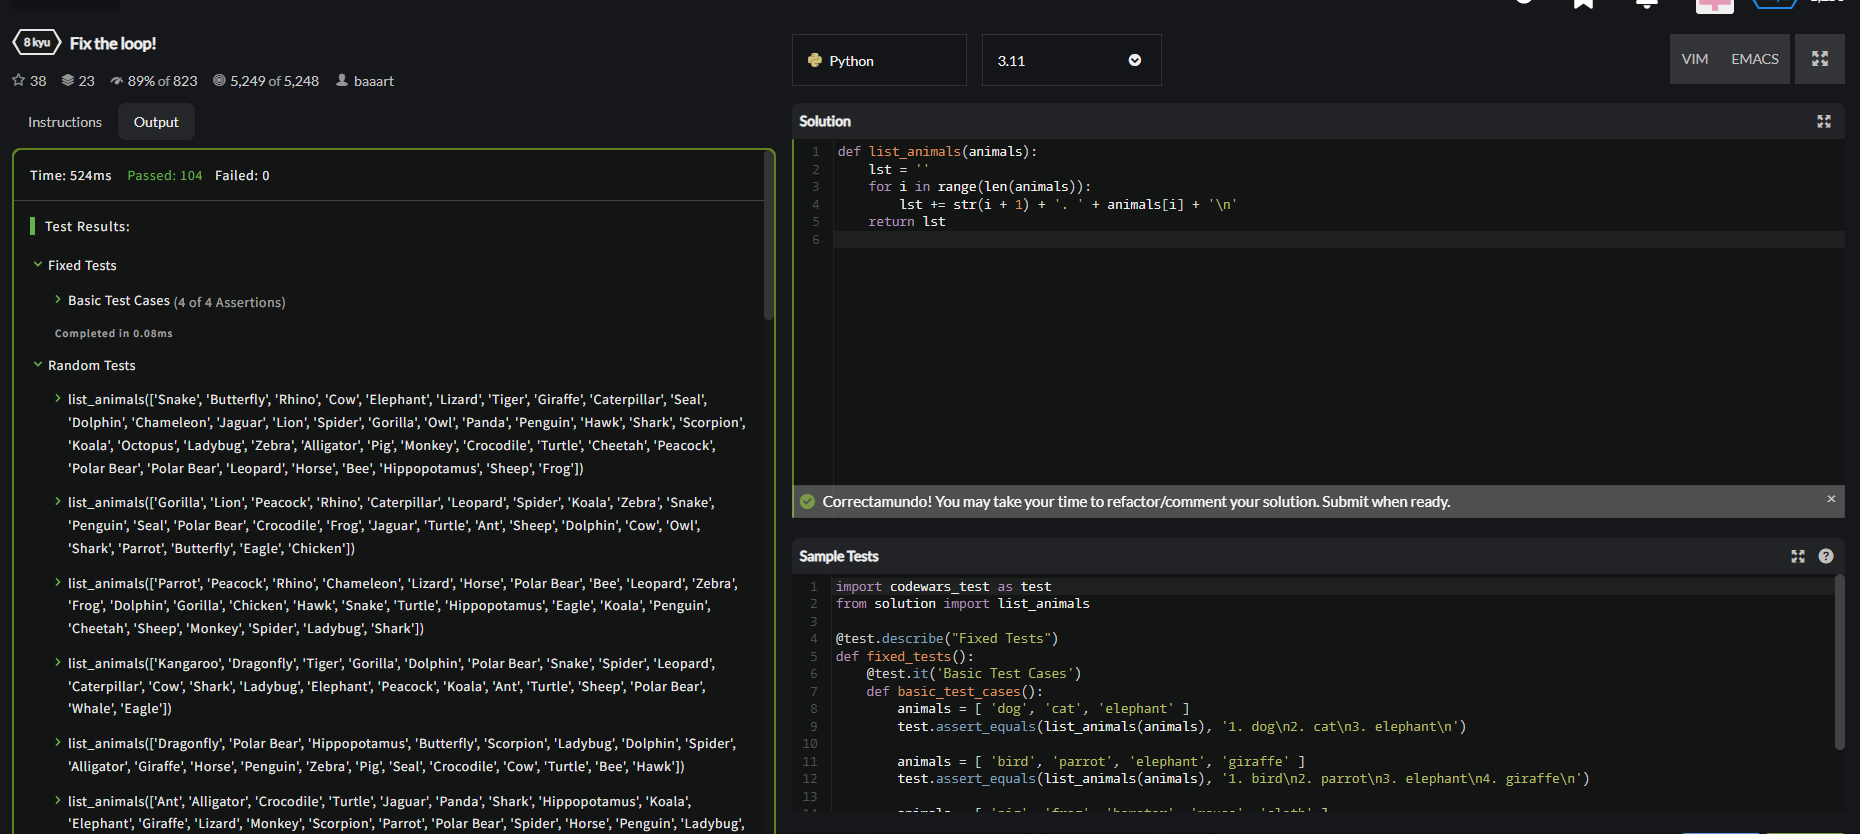 8 kyu Fix the loop!
38 23 89% of 823 5,249 of 5,248 baaart
Instructions Output
Time: 524ms Passed: 104 Failed: 0
Test Results:
Fixed Tests
Basic Test Cases (4 of 4 Assertions)
Completed in 0.08ms
Random Tests
list_animals(['Snake', 'Butterfly', 'Rhino', 'Cow', 'Elephant', 'Lizard', 'Tiger', 'Giraffe', 'Caterpillar', 'Seal',
'Dolphin', 'Chameleon', 'Jaguar', 'Lion', 'Spider', 'Gorilla', 'Owl', 'Panda', 'Penguin', 'Hawk', 'Shark', 'Scorpion',
'Koala', 'Octopus', 'Ladybug', 'Zebra', 'Alligator', 'Pig', 'Monkey', 'Crocodile', 'Turtle', 'Cheetah', 'Peacock',
'Polar Bear', 'Polar Bear', 'Leopard', 'Horse', 'Bee', 'Hippopotamus', 'Sheep', 'Frog'])
list_animals(['Gorilla', 'Lion', 'Peacock', 'Rhino', 'Caterpillar', 'Leopard', 'Spider', 'Koala', 'Zebra', 'Snake',
'Penguin', 'Seal', 'Polar Bear', 'Crocodile', 'Frog', 'Jaguar', 'Turtle', 'Ant', 'Sheep', 'Dolphin', 'Cow', 'Owl',
'Shark', 'Parrot', 'Butterfly', 'Eagle', 'Chicken'])
list_animals(['Parrot', 'Peacock', 'Rhino', 'Chameleon', 'Lizard', 'Horse', 'Polar Bear', 'Bee', 'Leopard', 'Zebra',
'Frog', 'Dolphin', 'Gorilla', 'Chicken', 'Hawk', 'Snake', 'Turtle', 'Hippopotamus', 'Eagle', 'Koala', 'Penguin',
'Cheetah', 'Sheep', 'Monkey', 'Spider', 'Ladybug', 'Shark'])
list_animals(['Kangaroo', 'Dragonfly', 'Tiger', 'Gorilla', 'Dolphin', 'Polar Bear', 'Snake', 'Spider', 'Leopard',
'Caterpillar', 'Cow', 'Shark', 'Ladybug', 'Elephant', 'Peacock', 'Koala', 'Ant', 'Turtle', 'Sheep', 'Polar Bear',
'Whale', 'Eagle'])
list_animals(['Dragonfly', 'Polar Bear', 'Hippopotamus', 'Butterfly', 'Scorpion', 'Ladybug', 'Dolphin', 'Spider',
'Alligator', 'Giraffe', 'Horse', 'Penguin', 'Zebra', 'Pig', 'Seal', 'Crocodile', 'Cow', 'Turtle', 'Bee', 'Hawk'])
list_animals(['Ant', 'Alligator', 'Crocodile', 'Turtle', 'Jaguar', 'Panda', 'Shark', 'Hippopotamus', 'Koala',
'Elephant', 'Giraffe', 'Lizard', 'Monkey', 'Scorpion', 'Parrot', 'Polar Bear', 'Spider', 'Horse', 'Penguin', 'Ladybug',
Python 3.11 VIM EMACS
Solution
1 def list_animals(animals):
2 lst = ''
3 for i in range(len(animals)):
4 lst += str(i + 1) + '. ' + animals[i] + '\n'
5 return lst
6
Correctamundo! You may take your time to refactor/comment your solution. Submit when ready. ×
Sample Tests ?
1 import codewars_test as test
2 from solution import list_animals
3
4 @test.describe("Fixed Tests")
5 def fixed_tests():
6 @test.it('Basic Test Cases')
7 def basic_test_cases():
8 animals = [ 'dog', 'cat', 'elephant' ]
9 test.assert_equals(list_animals(animals), '1. dog\n2. cat\n3. elephant\n')
10
11 animals = [ 'bird', 'parrot', 'elephant', 'giraffe' ]
12 test.assert_equals(list_animals(animals), '1. bird\n2. parrot\n3. elephant\n4. giraffe\n')
13